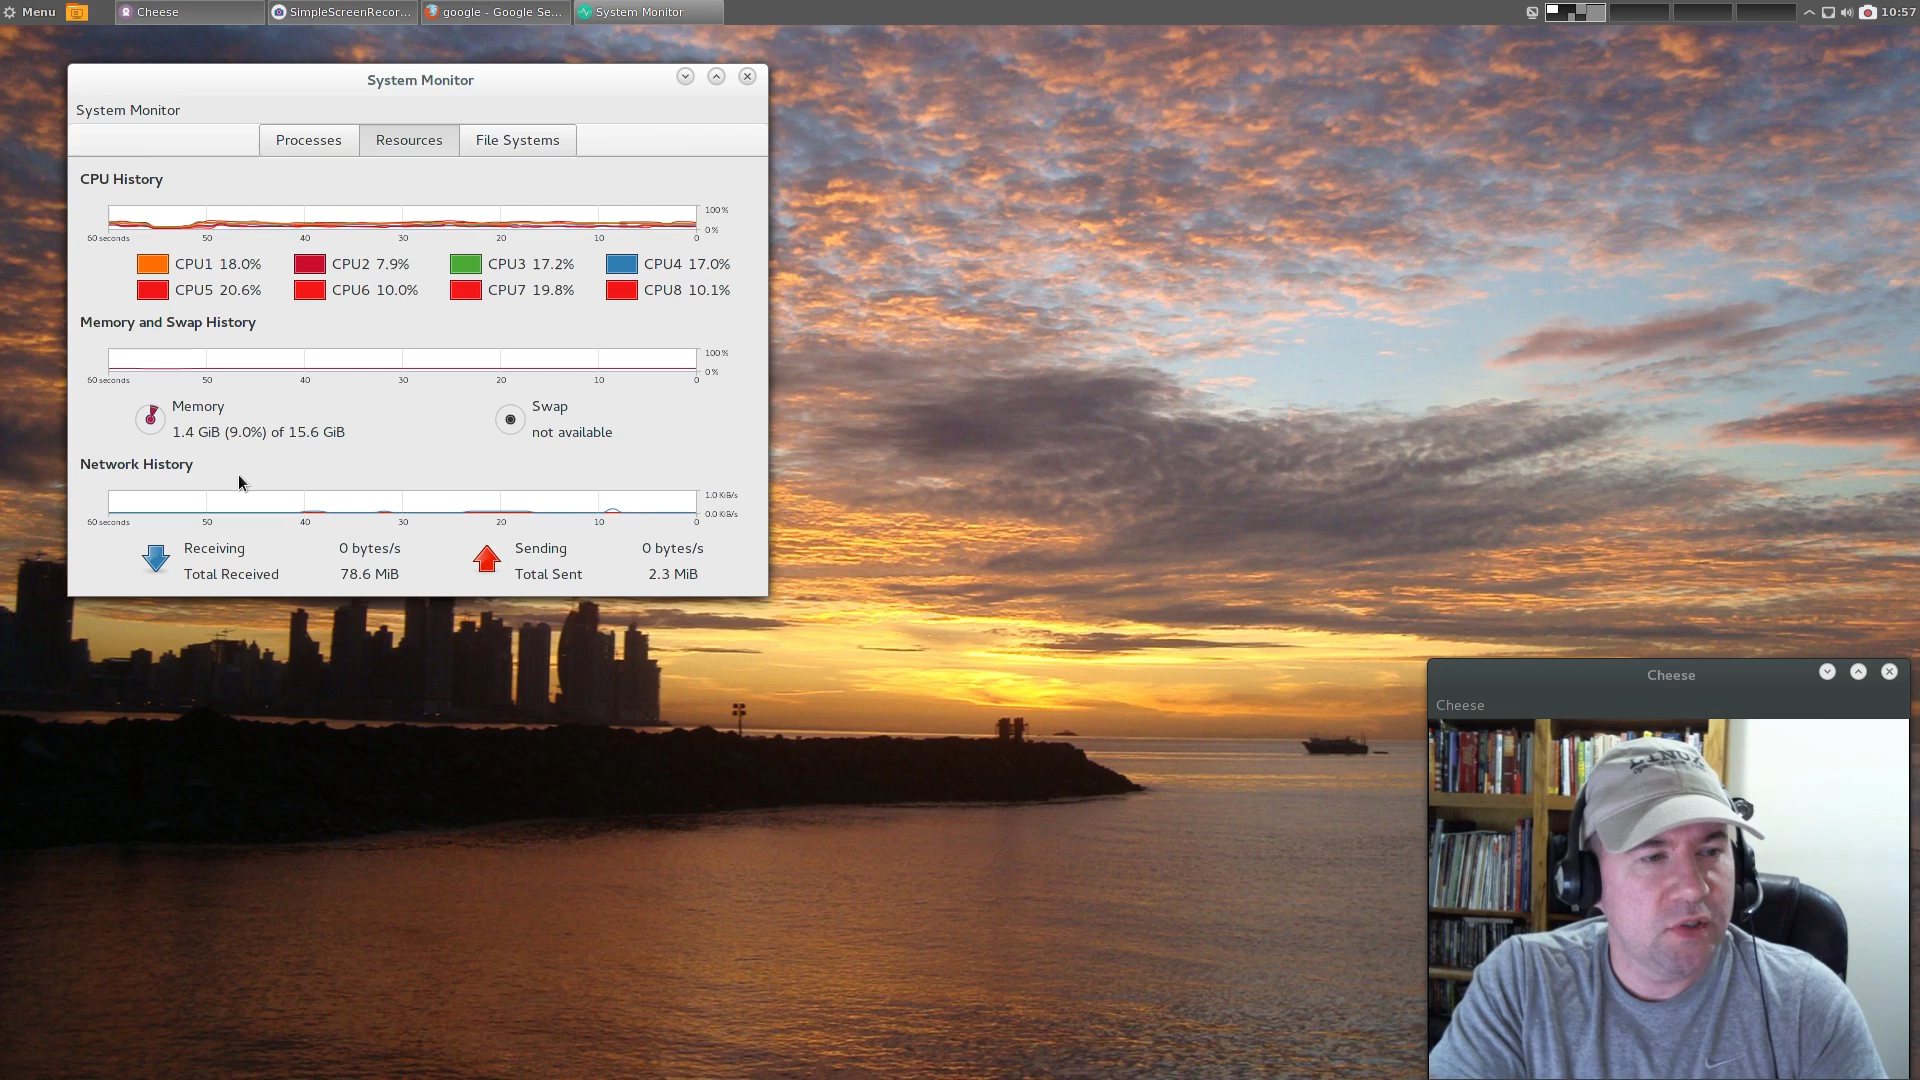 Menu
Cheese
SimpleScreenRecor...
google - Google Se...
System Monitor
10:57
System Monitor
System Monitor
Processes
Resources
File Systems
CPU History
100 %
0 %
60 seconds 50 40 30 20 10 0
CPU1 18.0% CPU2 7.9% CPU3 17.2% CPU4 17.0%
CPU5 20.6% CPU6 10.0% CPU7 19.8% CPU8 10.1%
Memory and Swap History
100 %
0 %
60 seconds 50 40 30 20 10 0
Memory
1.4 GiB (9.0%) of 15.6 GiB
Swap
not available
Network History
1.0 KiB/s
0.0 KiB/s
60 seconds 50 40 30 20 10 0
Receiving 0 bytes/s Sending 0 bytes/s
Total Received 78.6 MiB Total Sent 2.3 MiB
Cheese
Cheese
LINUX